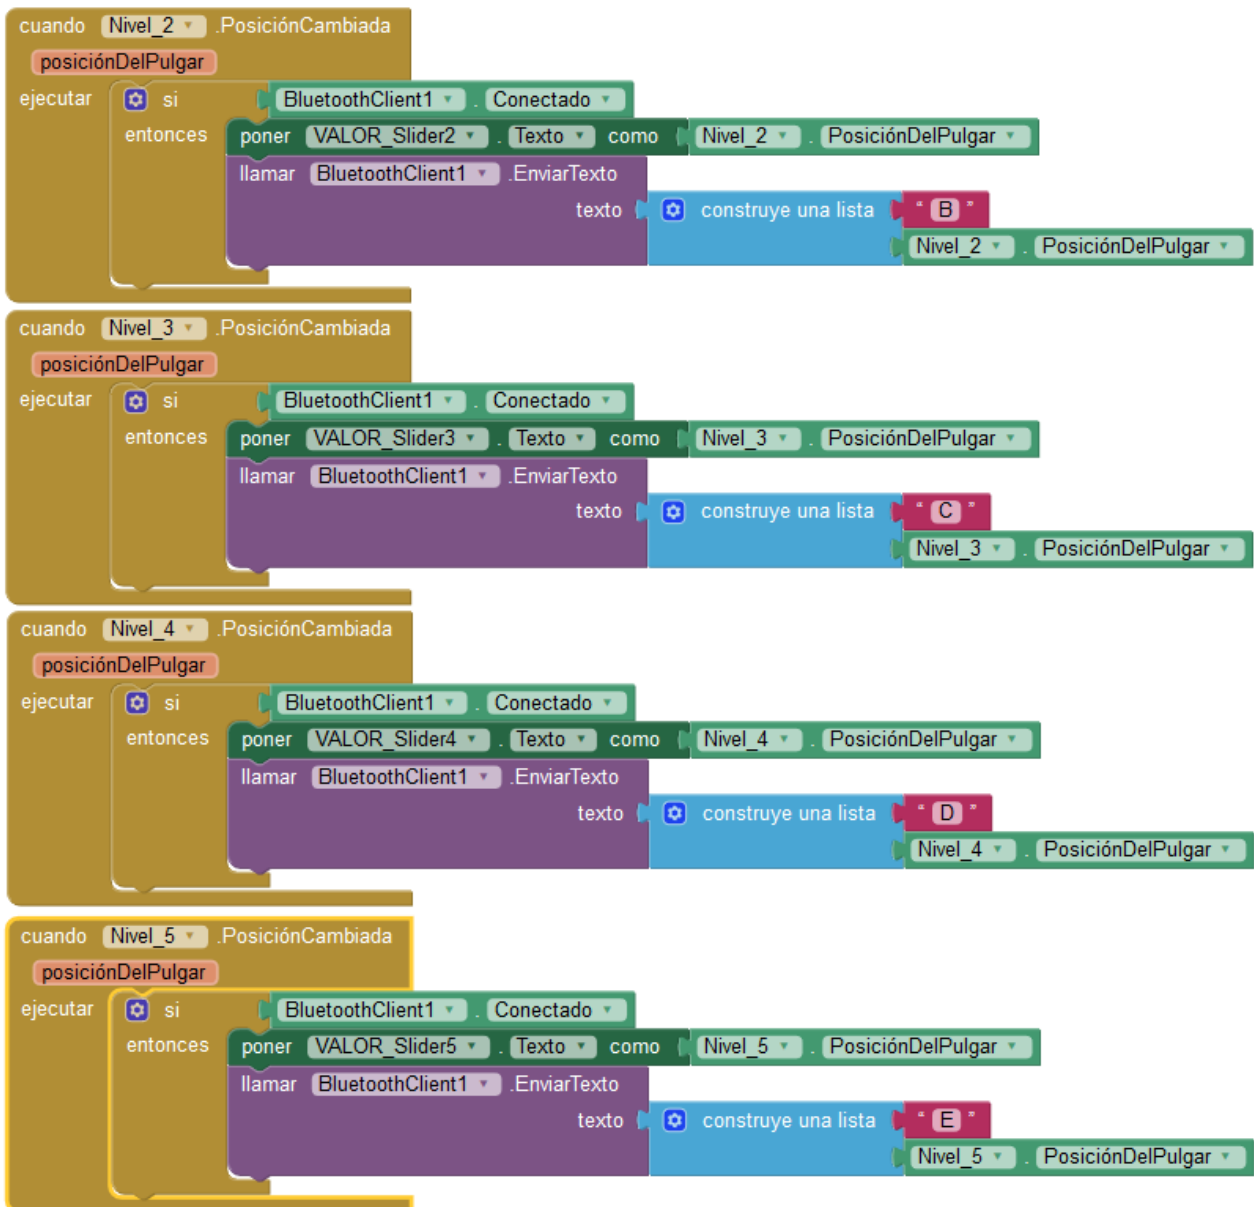 cuando Nivel_2 .PosiciónCambiada
posiciónDelPulgar
ejecutar si BluetoothClient1 . Conectado
entonces poner VALOR_Slider2 . Texto como Nivel_2 . PosiciónDelPulgar
llamar BluetoothClient1 .EnviarTexto
texto construye una lista " B "
Nivel_2 . PosiciónDelPulgar
cuando Nivel_3 .PosiciónCambiada
posiciónDelPulgar
ejecutar si BluetoothClient1 . Conectado
entonces poner VALOR_Slider3 . Texto como Nivel_3 . PosiciónDelPulgar
llamar BluetoothClient1 .EnviarTexto
texto construye una lista " C "
Nivel_3 . PosiciónDelPulgar
cuando Nivel_4 .PosiciónCambiada
posiciónDelPulgar
ejecutar si BluetoothClient1 . Conectado
entonces poner VALOR_Slider4 . Texto como Nivel_4 . PosiciónDelPulgar
llamar BluetoothClient1 .EnviarTexto
texto construye una lista " D "
Nivel_4 . PosiciónDelPulgar
cuando Nivel_5 .PosiciónCambiada
posiciónDelPulgar
ejecutar si BluetoothClient1 . Conectado
entonces poner VALOR_Slider5 . Texto como Nivel_5 . PosiciónDelPulgar
llamar BluetoothClient1 .EnviarTexto
texto construye una lista " E "
Nivel_5 . PosiciónDelPulgar